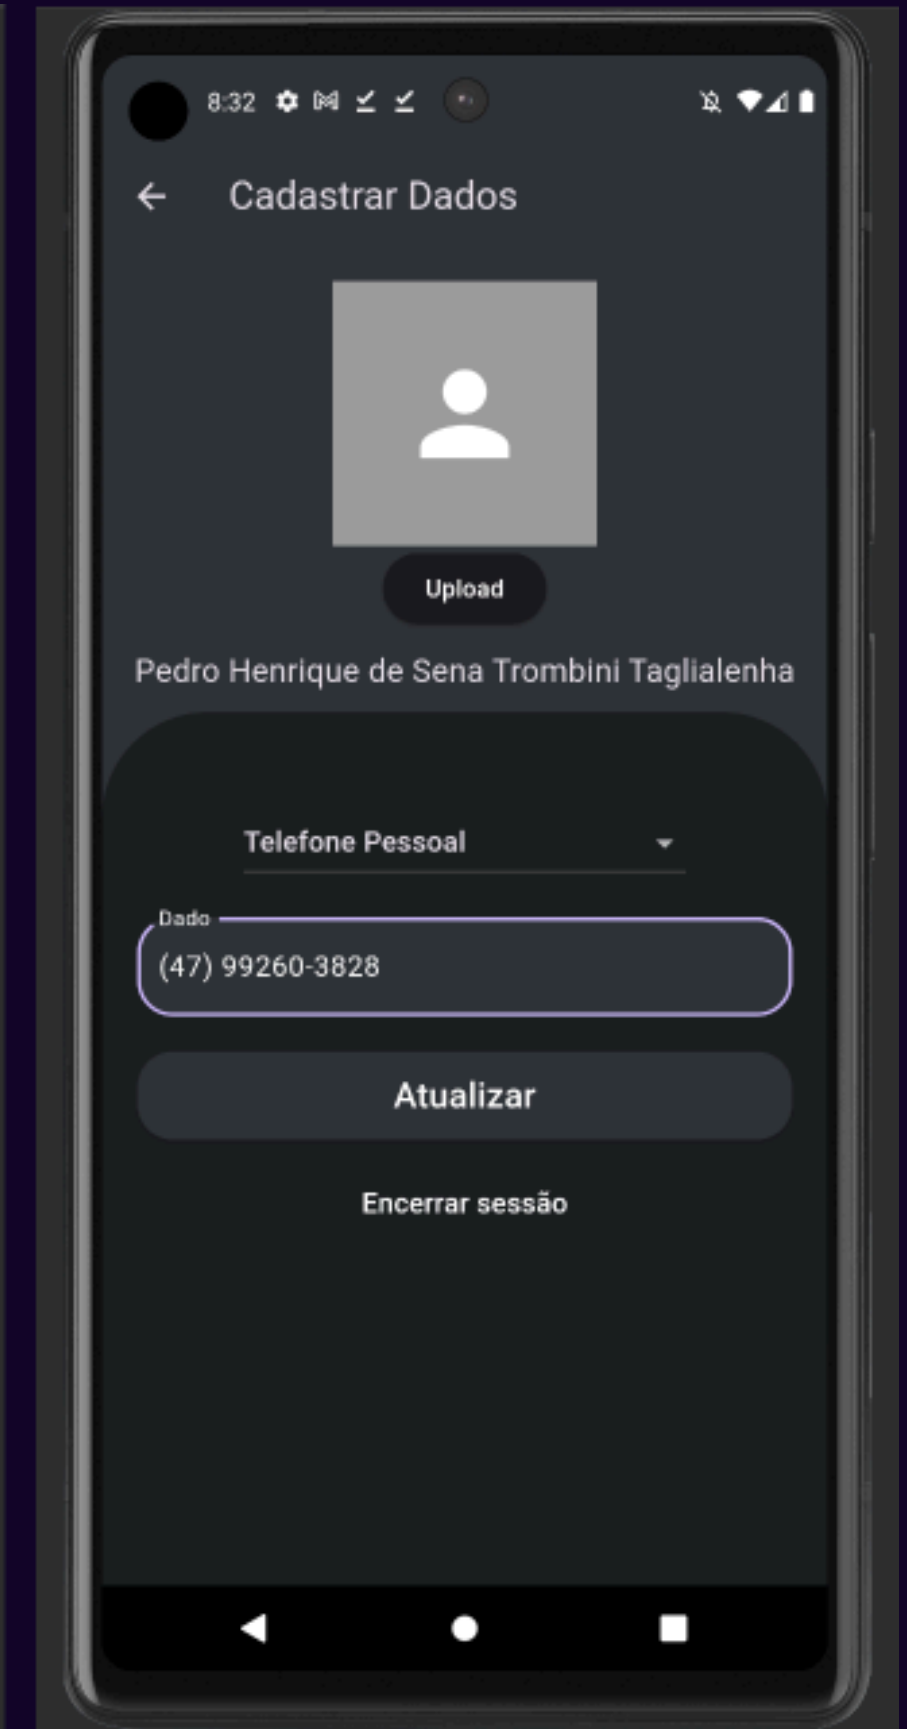 8:32
Cadastrar Dados
Upload
Pedro Henrique de Sena Trombini Taglialenha
Telefone Pessoal
Dado
(47) 99260-3828
Atualizar
Encerrar sessão